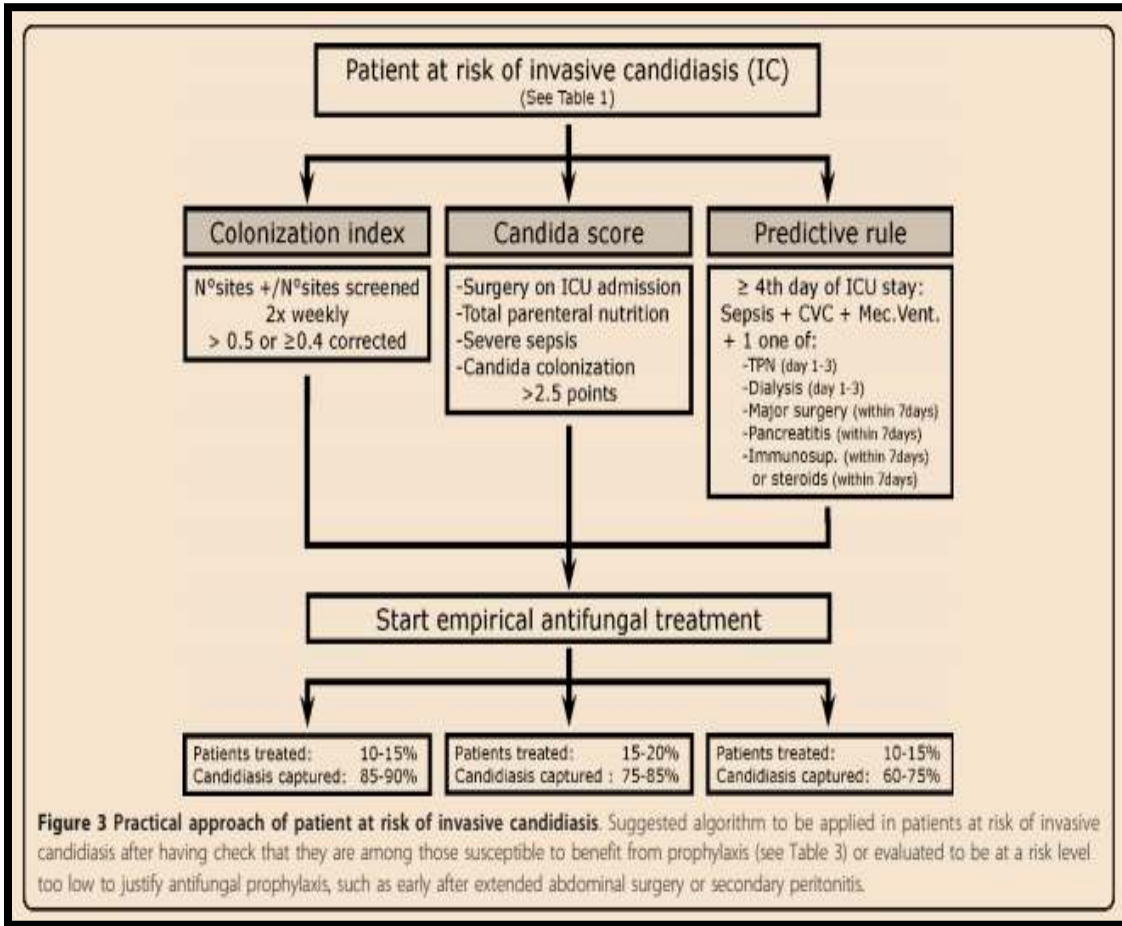 Patient at risk of invasive candidiasis (IC)
(See Table 1)
Colonization index
N°sites +/N°sites screened
2x weekly
> 0.5 or ≥0.4 corrected
Candida score
-Surgery on ICU admission
-Total parenteral nutrition
-Severe sepsis
-Candida colonization
>2.5 points
Predictive rule
≥ 4th day of ICU stay:
Sepsis + CVC + Mec.Vent.
+ 1 one of:
-TPN (day 1-3)
-Dialysis (day 1-3)
-Major surgery (within 7days)
-Pancreatitis (within 7days)
-Immunosup. (within 7days)
or steroids (within 7days)
Start empirical antifungal treatment
Patients treated: 10-15%
Candidiasis captured: 85-90%
Patients treated: 15-20%
Candidiasis captured : 75-85%
Patients treated: 10-15%
Candidiasis captured: 60-75%
Figure 3 Practical approach of patient at risk of invasive candidiasis. Suggested algorithm to be applied in patients at risk of invasive
candidiasis after having check that they are among those susceptible to benefit from prophylaxis (see Table 3) or evaluated to be at a risk level
too low to justify antifungal prophylaxis, such as early after extended abdominal surgery or secondary peritonitis.